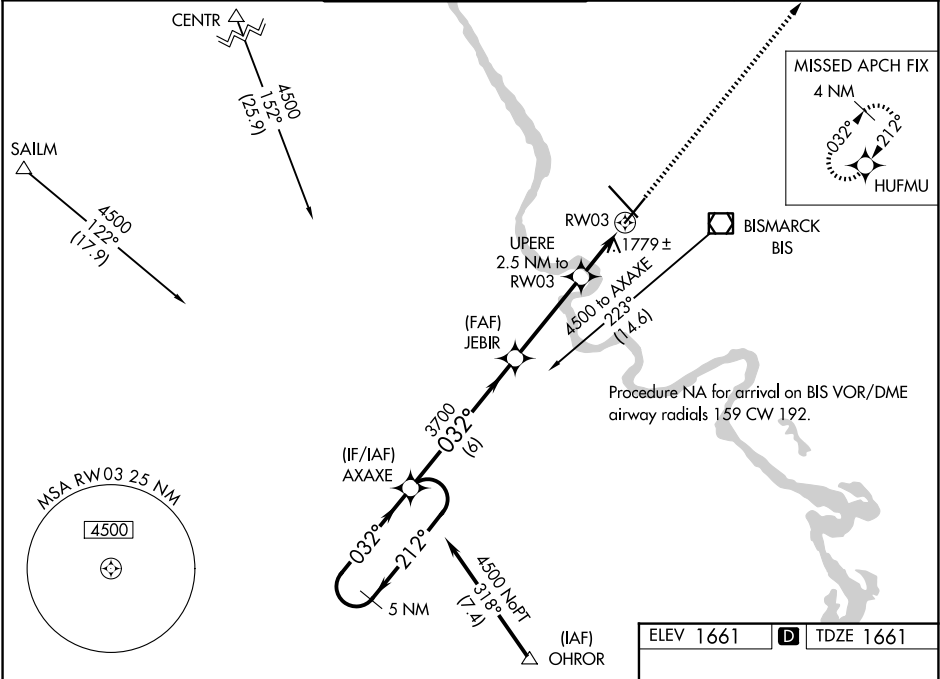 CENTR
4500
152°
(25.9)
SAILM
4500
122°
(17.9)
MISSED APCH FIX
4 NM
032°
212°
HUFMU
RW03
1779 ±
BISMARCK
BIS
UPERE
2.5 NM to
RW03
4500 to AXAXE
223°
(14.6)
(FAF)
JEBIR
Procedure NA for arrival on BIS VOR/DME
airway radials 159 CW 192.
3700
032°
(6)
(IF/IAF)
AXAXE
MSA RW03 25 NM
4500
032°
212°
5 NM
4500 NoPT
318°
(7.4)
(IAF)
OHROR
ELEV 1661 D TDZE 1661